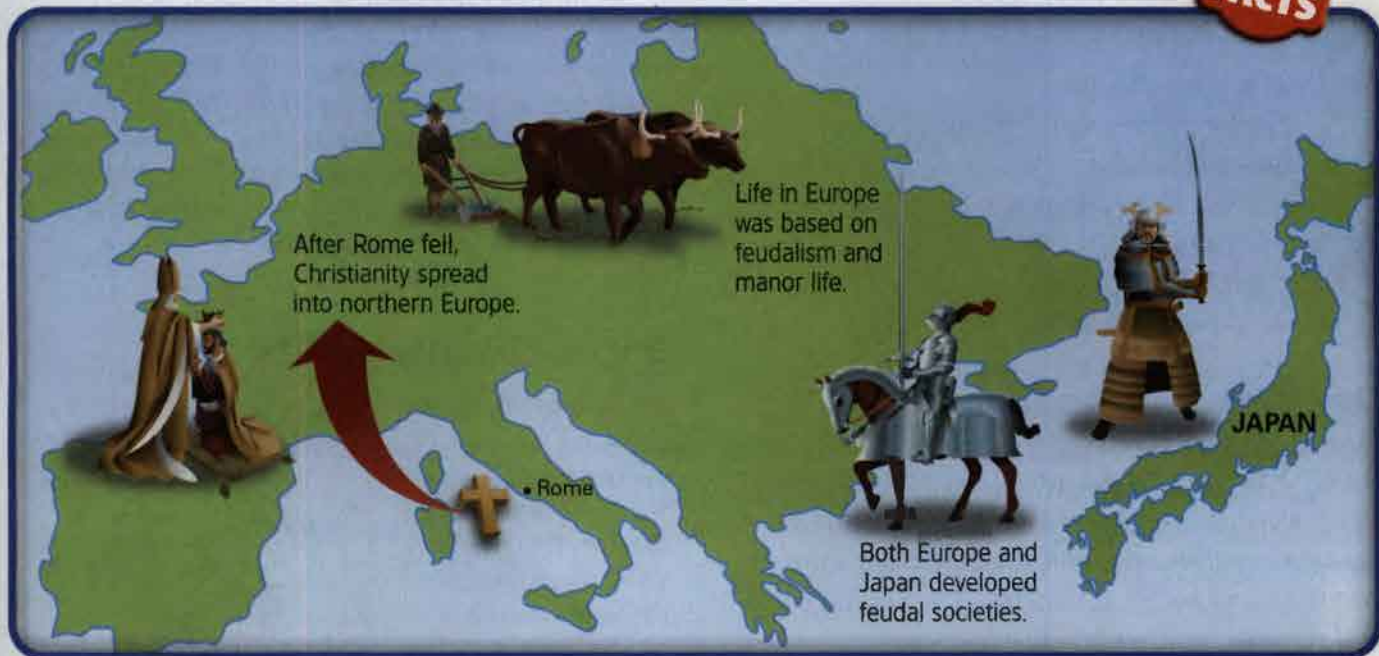 After Rome fell,
Christianity spread
into northern Europe.
Life in Europe
was based on
feudalism and
manor life.
• Rome
JAPAN
Both Europe and
Japan developed
feudal societies.